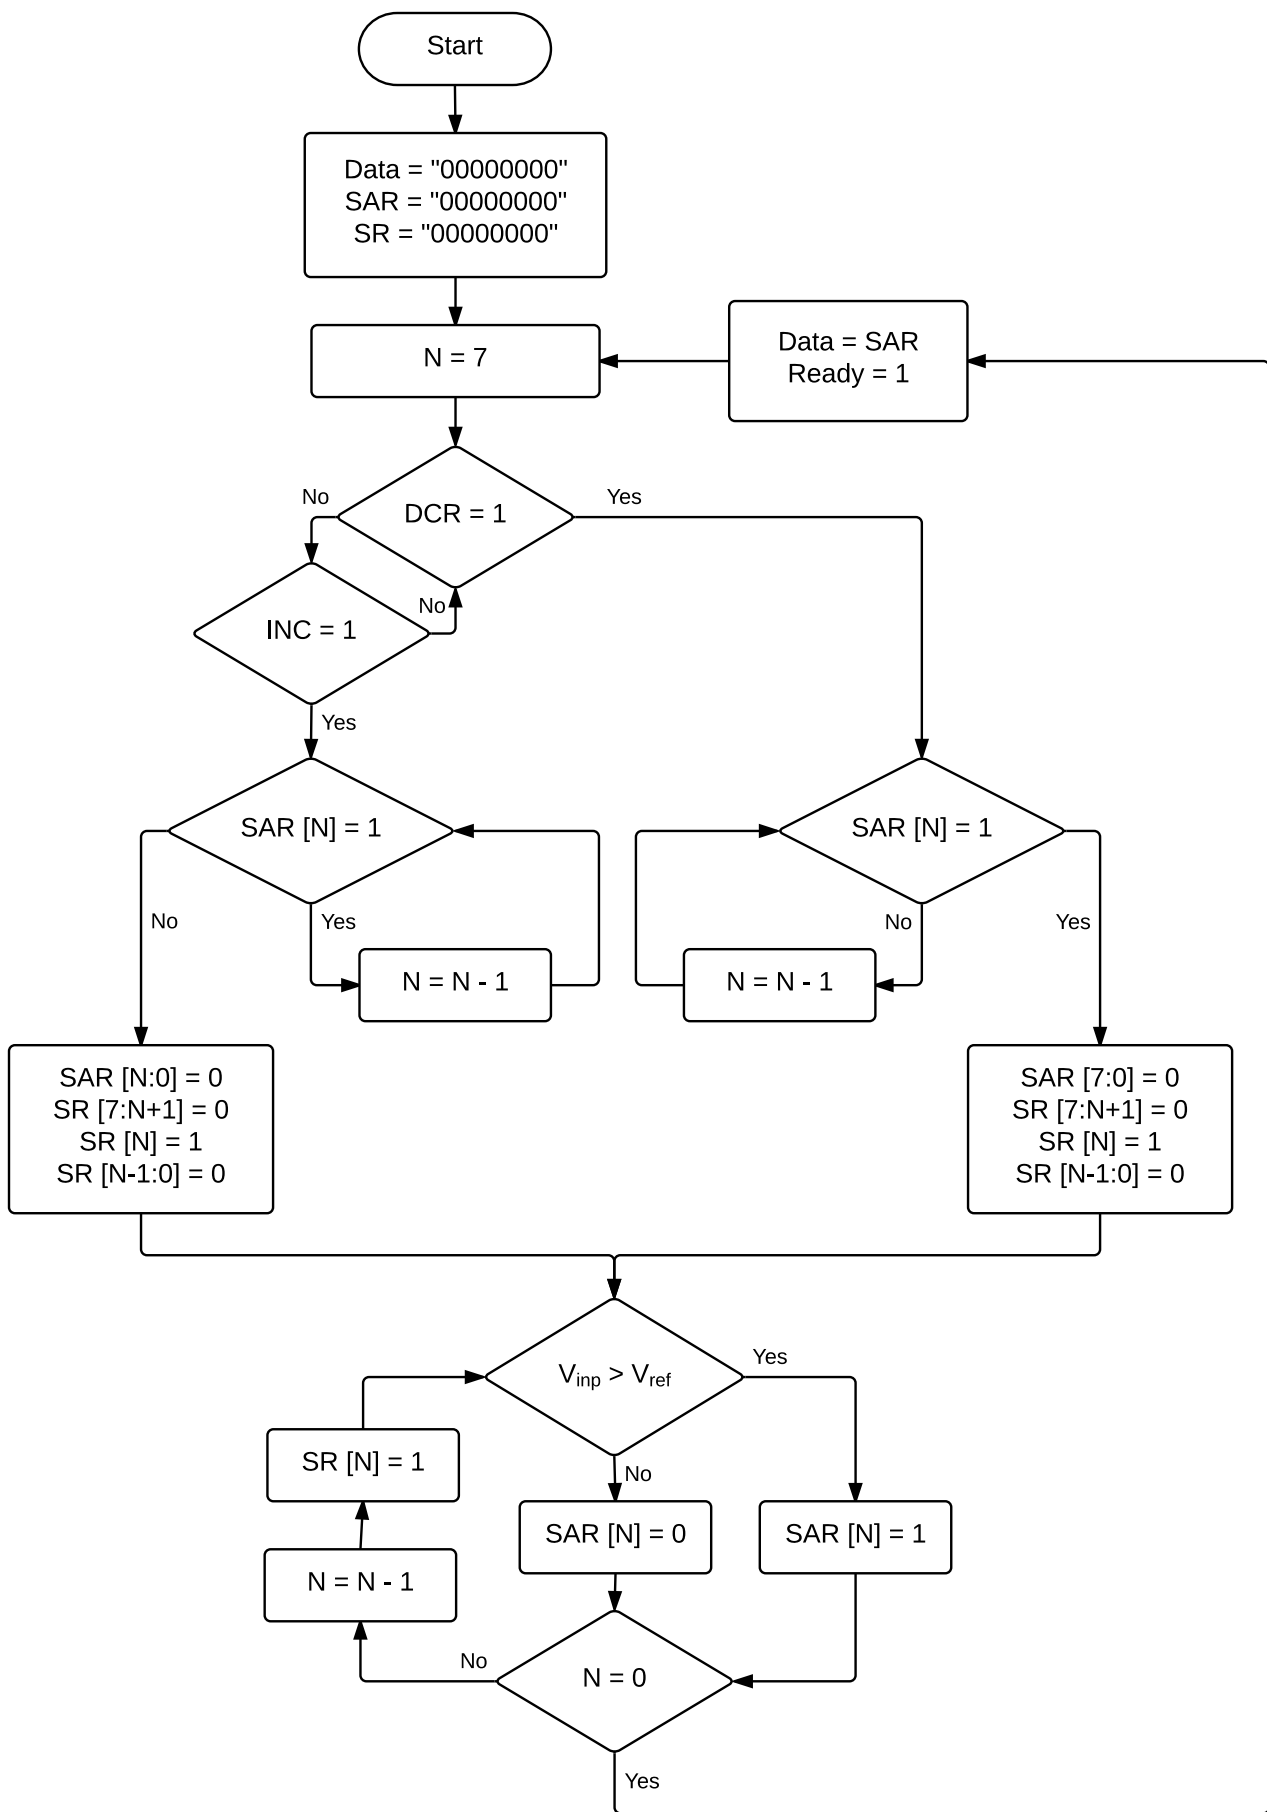 Start
Data = "00000000"
SAR = "00000000"
SR = "00000000"
N = 7
Data = SAR
Ready = 1
No
DCR = 1
Yes
INC = 1
No
Yes
SAR [N] = 1
SAR [N] = 1
No
Yes
No
Yes
N = N - 1
N = N - 1
SAR [N:0] = 0
SR [7:N+1] = 0
SR [N] = 1
SR [N-1:0] = 0
SAR [7:0] = 0
SR [7:N+1] = 0
SR [N] = 1
SR [N-1:0] = 0
Vinp > Vref
Yes
SR [N] = 1
No
SAR [N] = 0
SAR [N] = 1
N = N - 1
No
N = 0
Yes